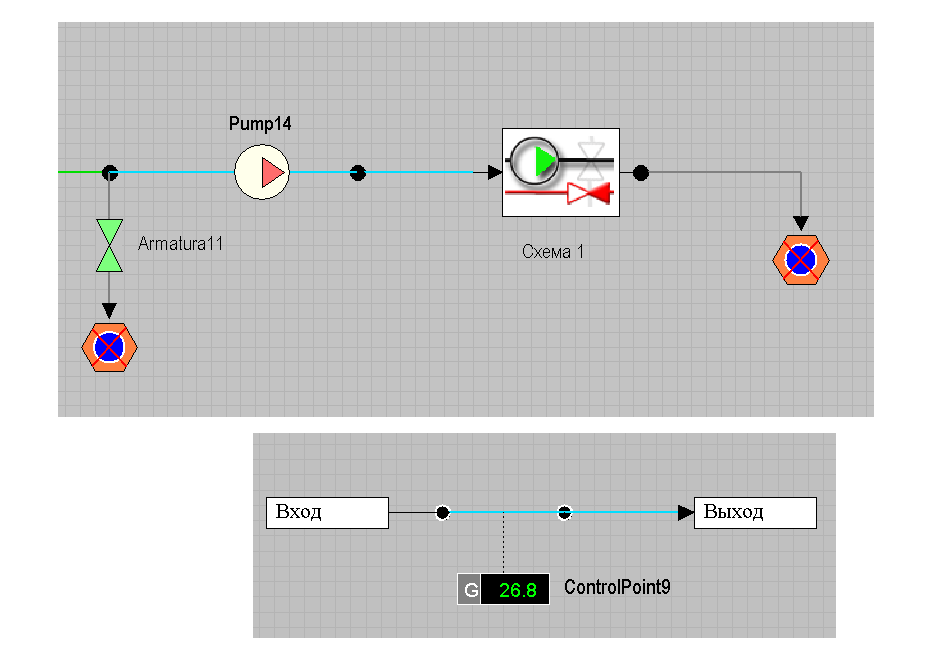 Pump14
Armatura11
Схема 1
Вход
Выход
G 26.8
ControlPoint9